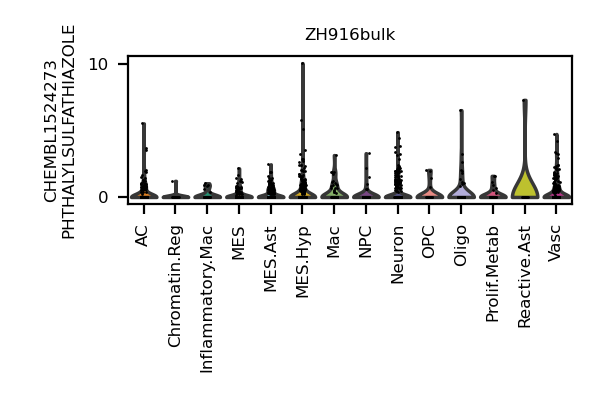 ZH916bulk
CHEMBL1524273
PHTHALYLSULFATHIAZOLE
10
0
AC
Chromatin.Reg
Inflammatory.Mac
MES
MES.Ast
MES.Hyp
Mac
NPC
Neuron
OPC
Oligo
Prolif.Metab
Reactive.Ast
Vasc